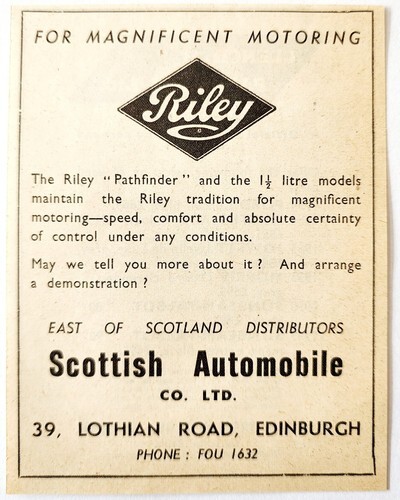 FOR MAGNIFICENT MOTORING
Riley
The Riley "Pathfinder" and the 1½ litre models
maintain the Riley tradition for magnificent
motoring—speed, comfort and absolute certainty
of control under any conditions.
May we tell you more about it? And arrange
a demonstration?
EAST OF SCOTLAND DISTRIBUTORS
Scottish Automobile
CO. LTD.
39, LOTHIAN ROAD, EDINBURGH
PHONE: FOU 1632